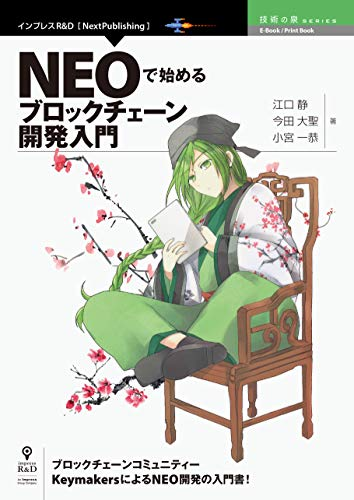 インプレスR&D [ NextPublishing ]
技術の泉 SERIES
E-Book / Print Book
NEOで始める
ブロックチェーン
開発入門
江口 静
今田 大聖
小宮 一恭
著
impress
R&D
An Impress
Group Company
ブロックチェーンコミュニティー
KeymakersによるNEO開発の入門書!